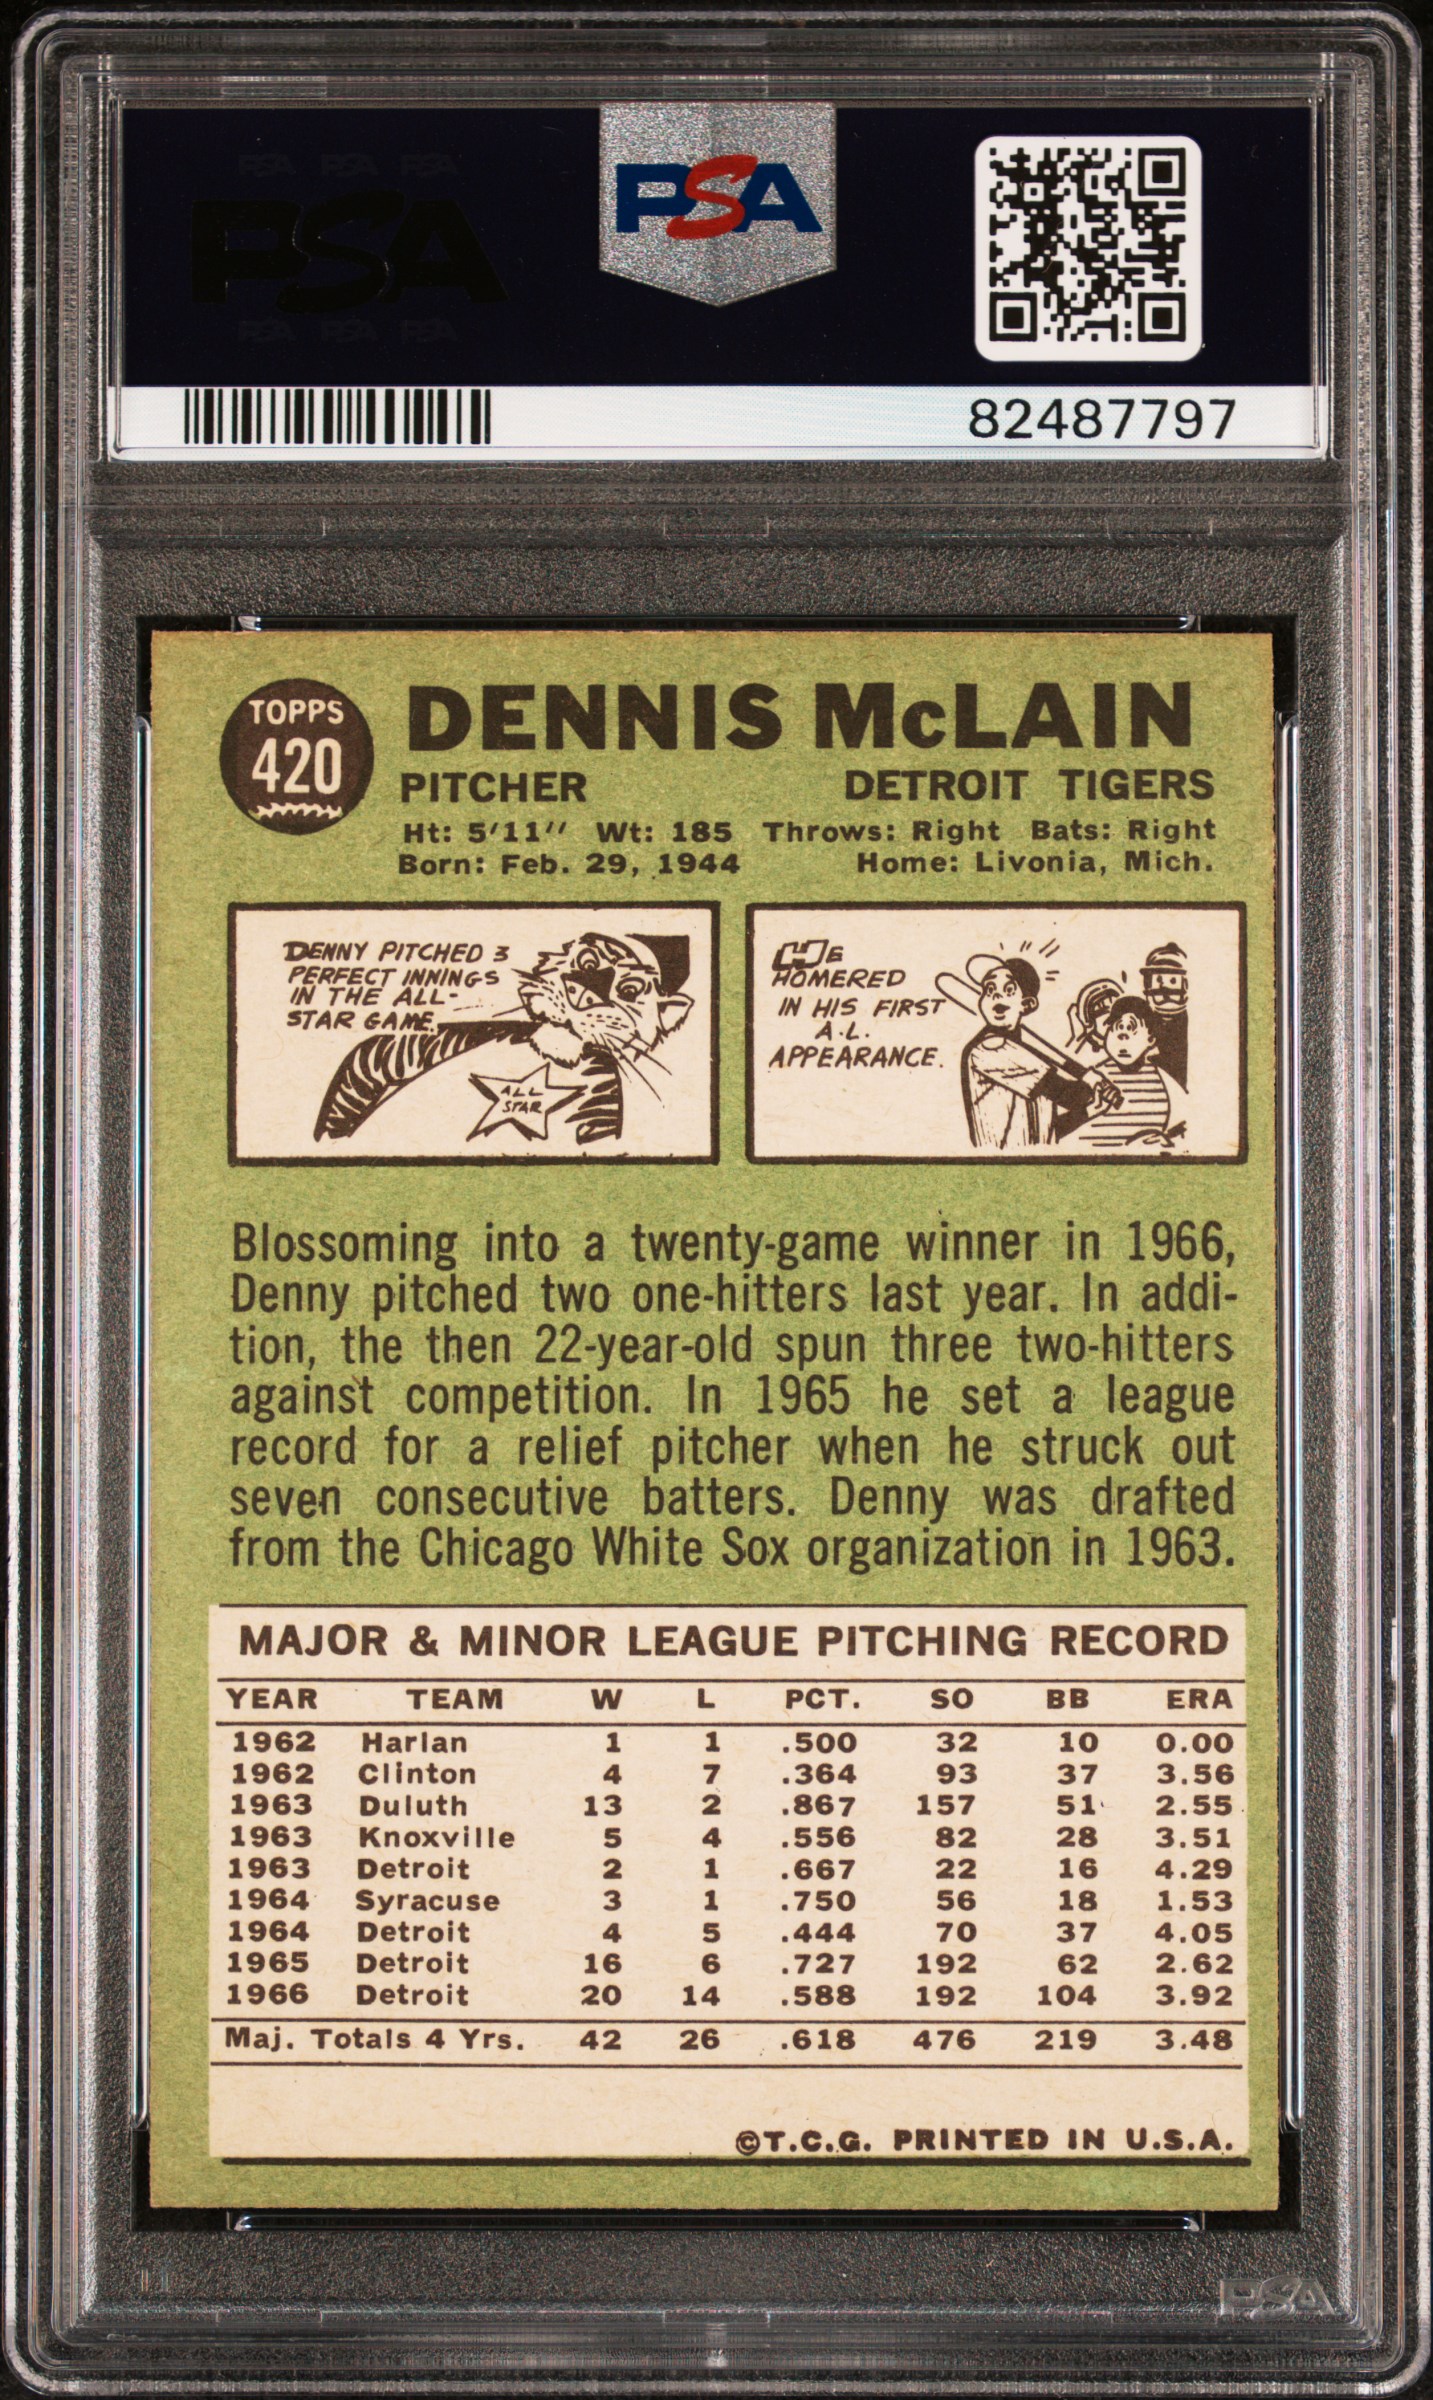 PSA PSA PSA
PSA
PSA PSA PSA
PSA
82487797
TOPPS
420
DENNIS McLAIN
PITCHER DETROIT TIGERS
Ht: 5'11" Wt: 185 Throws: Right Bats: Right
Born: Feb. 29, 1944 Home: Livonia, Mich.
DENNY PITCHED 3
PERFECT INNINGS
IN THE ALL-
STAR GAME.
ALL
STAR
HE
HOMERED
IN HIS FIRST
A.L.
APPEARANCE.
Blossoming into a twenty-game winner in 1966,
Denny pitched two one-hitters last year. In addi-
tion, the then 22-year-old spun three two-hitters
against competition. In 1965 he set a league
record for a relief pitcher when he struck out
seven consecutive batters. Denny was drafted
from the Chicago White Sox organization in 1963.
MAJOR & MINOR LEAGUE PITCHING RECORD
YEAR TEAM W L PCT. SO BB ERA
1962 Harlan 1 1 .500 32 10 0.00
1962 Clinton 4 7 .364 93 37 3.56
1963 Duluth 13 2 .867 157 51 2.55
1963 Knoxville 5 4 .556 82 28 3.51
1963 Detroit 2 1 .667 22 16 4.29
1964 Syracuse 3 1 .750 56 18 1.53
1964 Detroit 4 5 .444 70 37 4.05
1965 Detroit 16 6 .727 192 62 2.62
1966 Detroit 20 14 .588 192 104 3.92
Maj. Totals 4 Yrs. 42 26 .618 476 219 3.48
©T.C.G. PRINTED IN U.S.A.
PSA